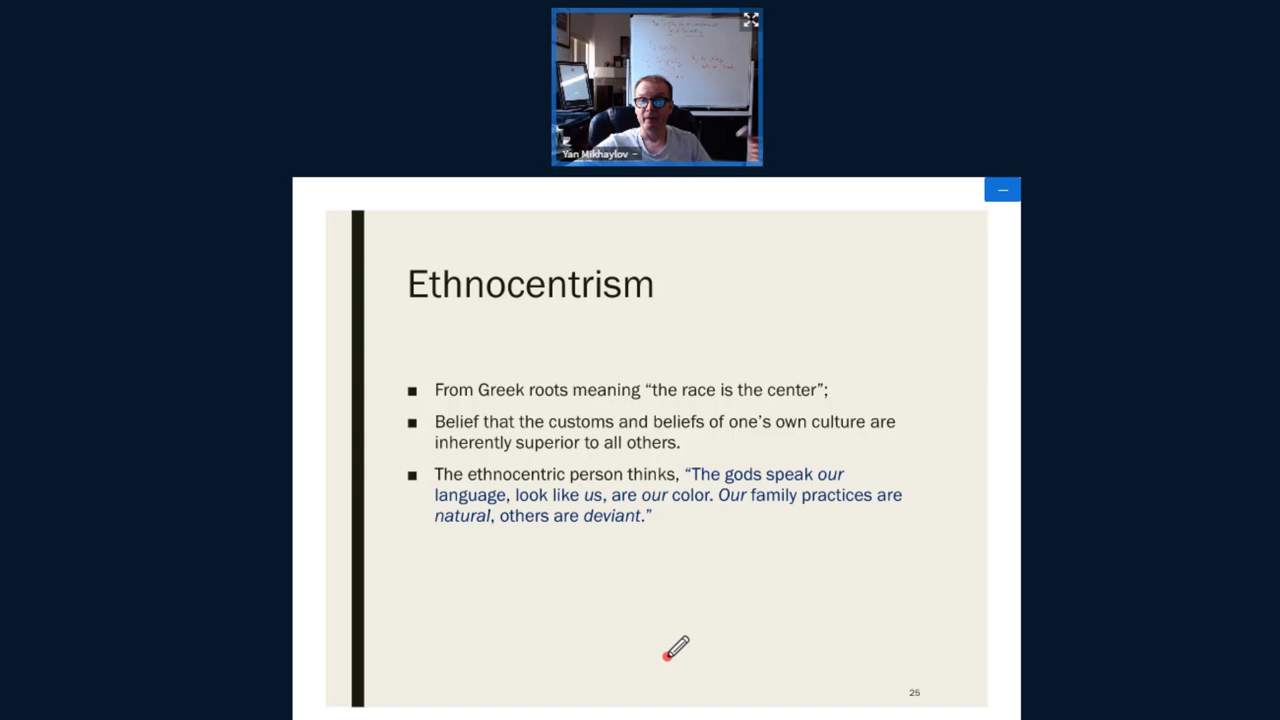 Yan Mikhaylov
Ethnocentrism
■ From Greek roots meaning “the race is the center”;
■ Belief that the customs and beliefs of one’s own culture are
inherently superior to all others.
■ The ethnocentric person thinks, “The gods speak our
language, look like us, are our color. Our family practices are
natural, others are deviant.”
25